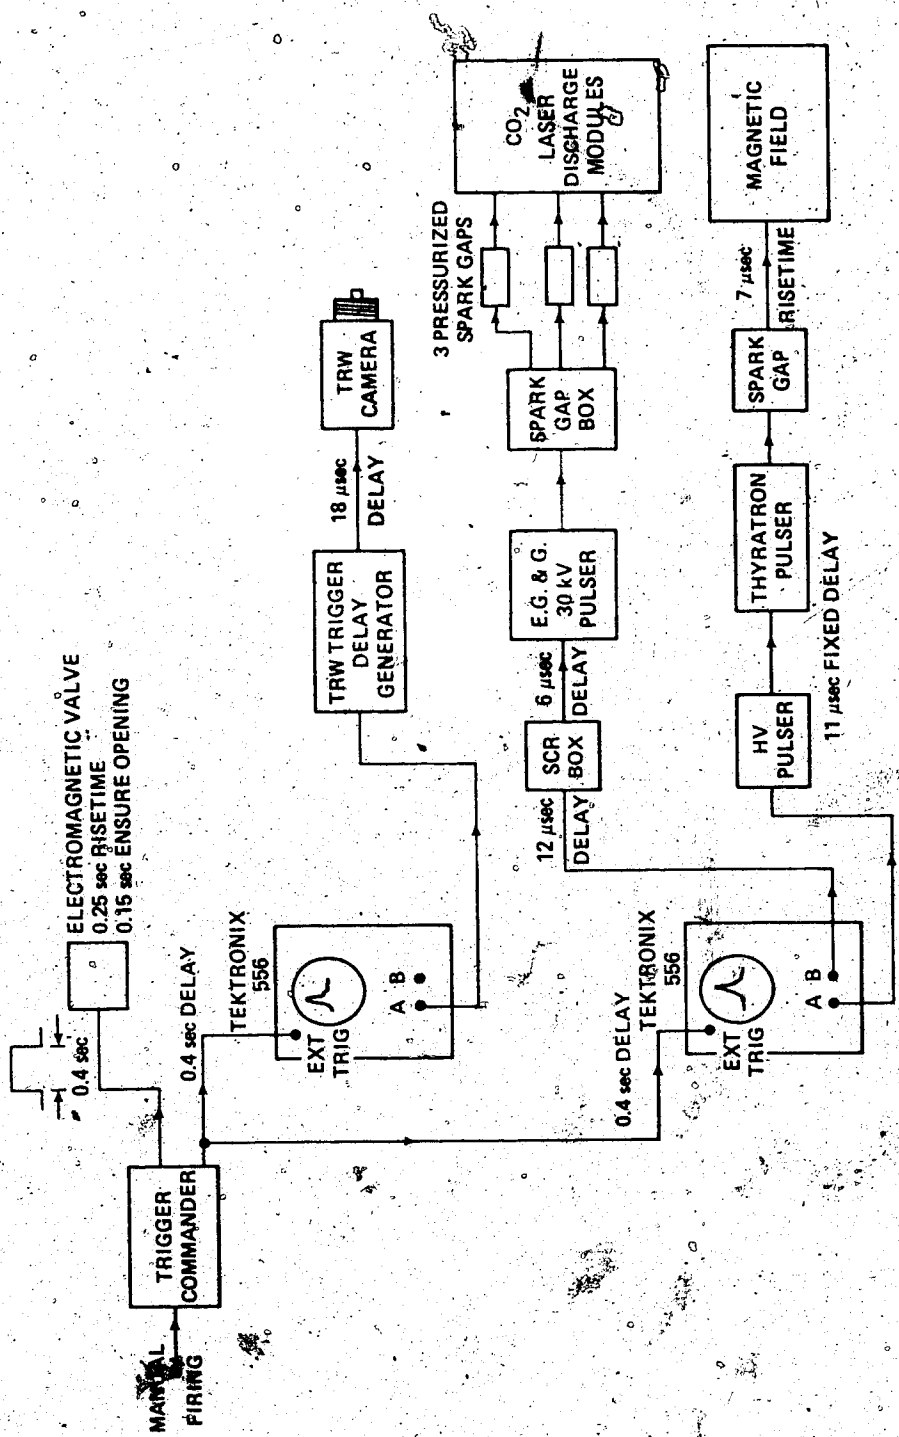 MANUAL
FIRING
TRIGGER
COMMANDER
0.4 sec
ELECTROMAGNETIC VALVE
0.25 sec RISETIME
0.15 sec ENSURE OPENING
0.4 sec DELAY
TEKTRONIX
556
EXT
TRIG
A B
TRW TRIGGER
DELAY
GENERATOR
18 µsec
DELAY
TRW
CAMERA
0.4 sec DELAY
TEKTRONIX
556
EXT
TRIG
A B
12 µsec
DELAY
SCR
BOX
6 µsec
DELAY
E.G. & G.
30 kV
PULSER
SPARK
GAP
BOX
3 PRESSURIZED
SPARK GAPS
CO2
LASER
DISCHARGE
MODULES
HV
PULSER
11 µsec FIXED DELAY
THYRATRON
PULSER
SPARK
GAP
7 µsec
RISETIME
MAGNETIC
FIELD